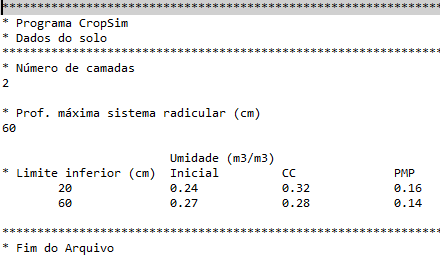 ***************************************************************
* Programa CropSim
* Dados do solo
***************************************************************
* Número de camadas
2
* Prof. máxima sistema radicular (cm)
60
Umidade (m3/m3)
* Limite inferior (cm) Inicial CC PMP
20 0.24 0.32 0.16
60 0.27 0.28 0.14
***************************************************************
* Fim do Arquivo